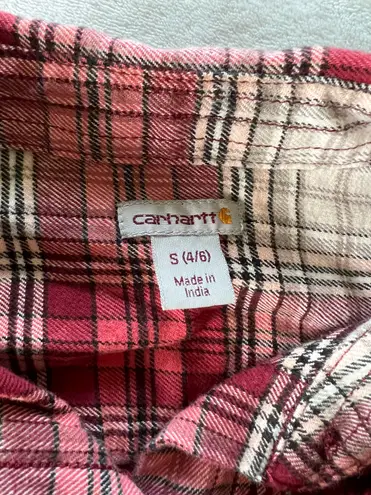 carhartt
S (4/6)
Made in
India